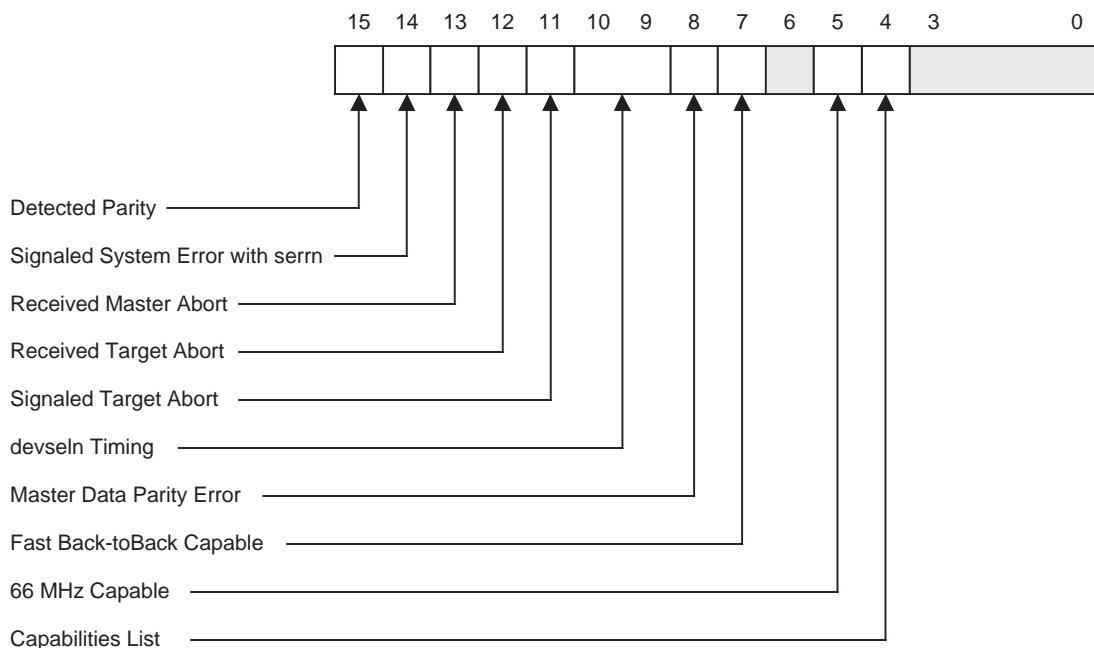 15 14 13 12 11 10 9 8 7 6 5 4 3 0
Detected Parity
Signaled System Error with serrn
Received Master Abort
Received Target Abort
Signaled Target Abort
devseln Timing
Master Data Parity Error
Fast Back-toBack Capable
66 MHz Capable
Capabilities List